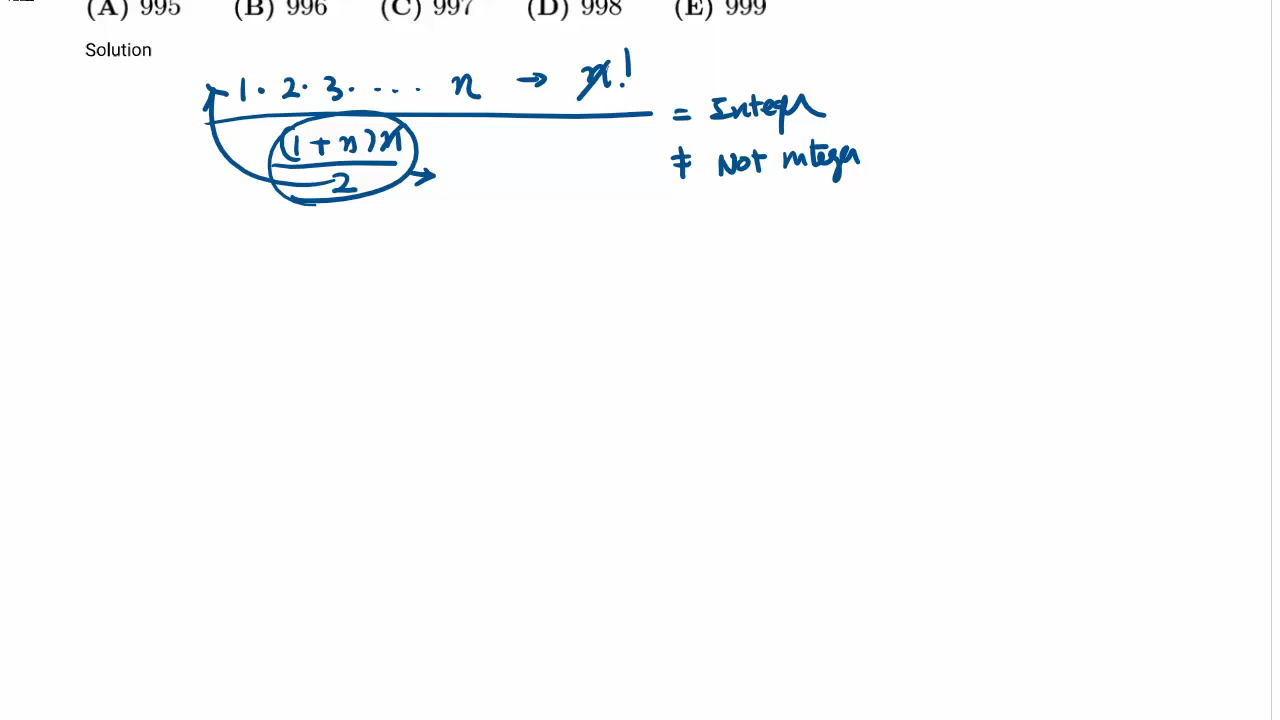 (A) 995 (B) 996 (C) 997 (D) 998 (E) 999
Solution
1 · 2 · 3 · . . . n → n!
(1 + n) n
2
= Integer
≠ Not integer